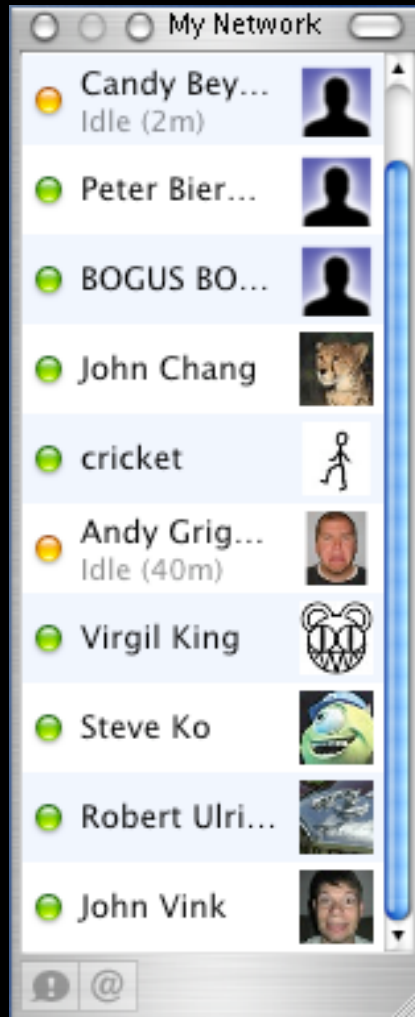 My Network
Candy Bey...
Idle (2m)
Peter Bier...
BOGUS BO...
John Chang
cricket
Andy Grig...
Idle (40m)
Virgil King
Steve Ko
Robert Ulri...
John Vink
@